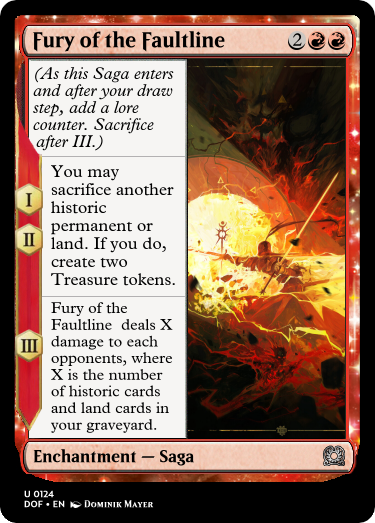 Fury of the Faultline 2
(As this Saga enters
and after your draw
step, add a lore
counter. Sacrifice
after III.)
I
II
You may
sacrifice another
historic
permanent or
land. If you do,
create two
Treasure tokens.
III
Fury of the
Faultline deals X
damage to each
opponents, where
X is the number
of historic cards
and land cards in
your graveyard.
Enchantment — Saga
U 0124
DOF • EN Dominik Mayer